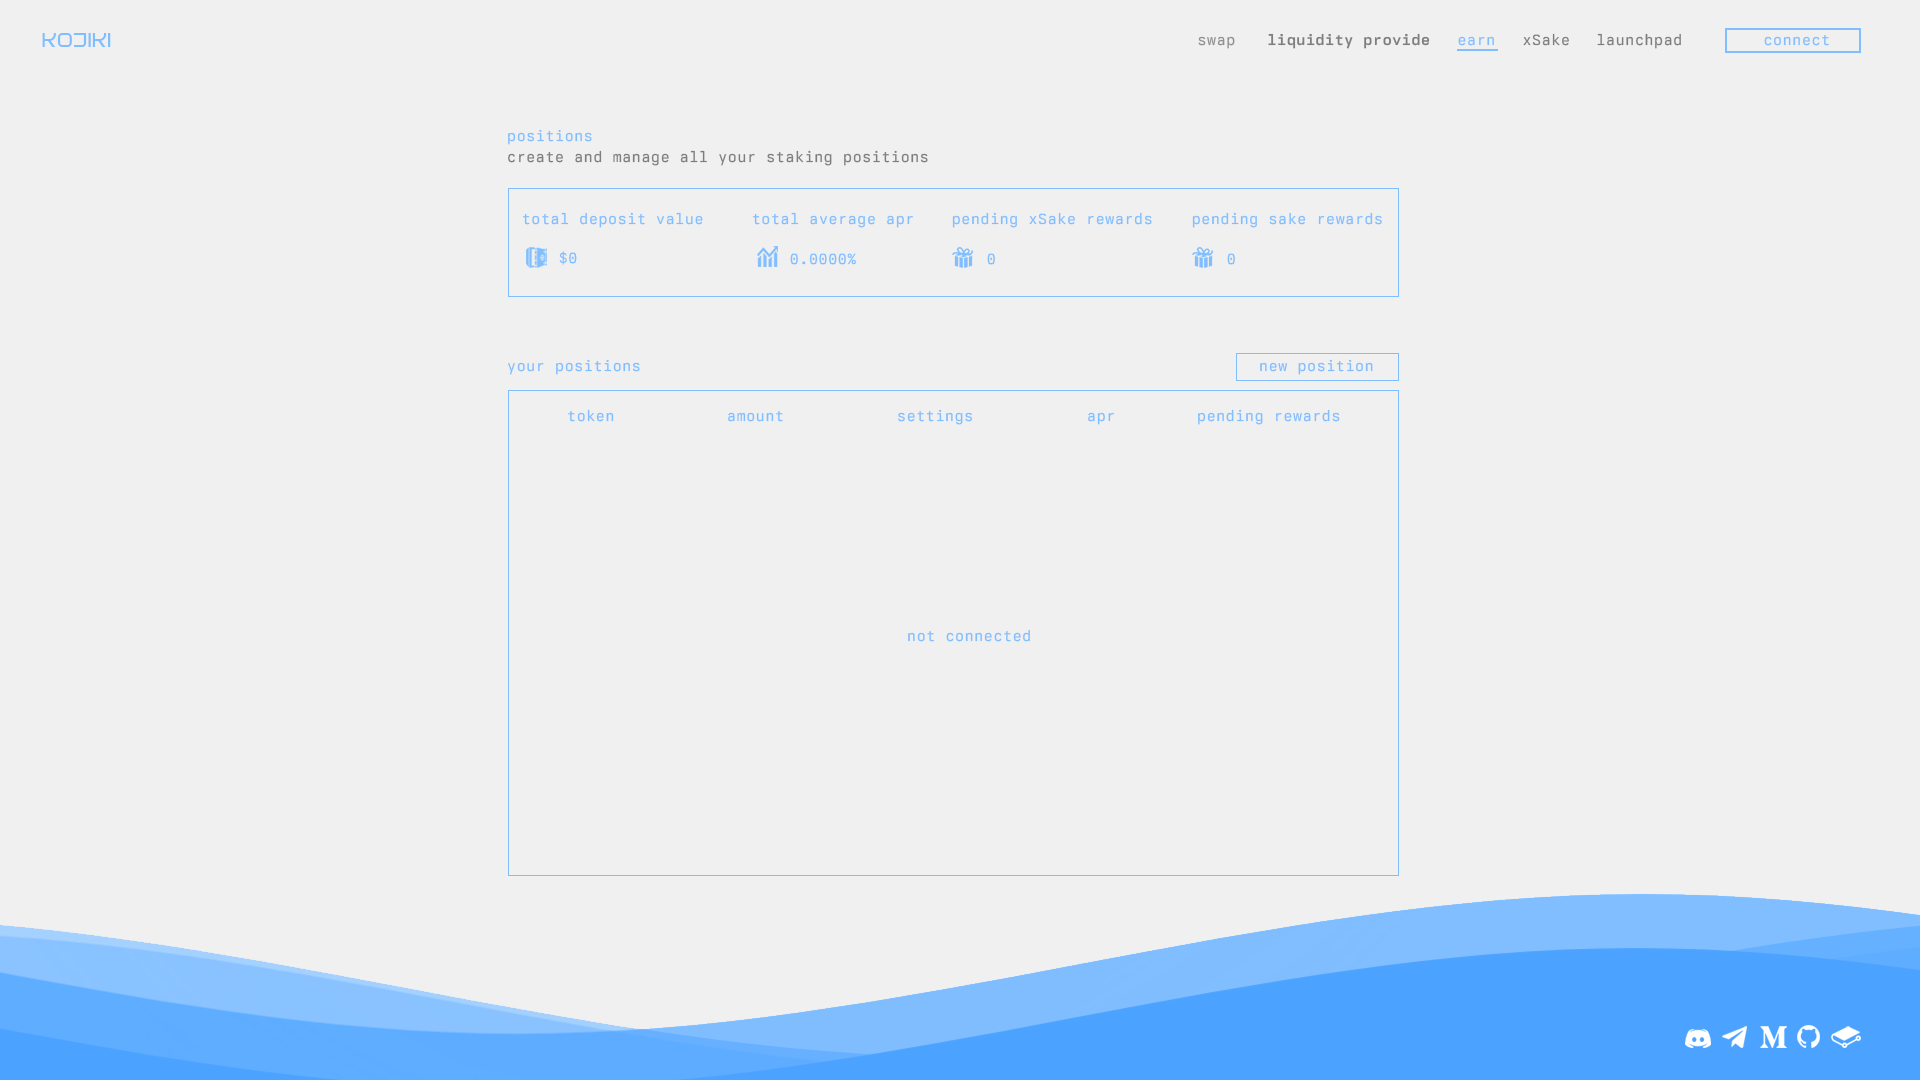 KOJIKI
swap liquidity provide earn xSake launchpad connect
positions
create and manage all your staking positions
total deposit value total average apr pending xSake rewards pending sake rewards
$0 0.0000% 0 0
your positions new position
token amount settings apr pending rewards
not connected